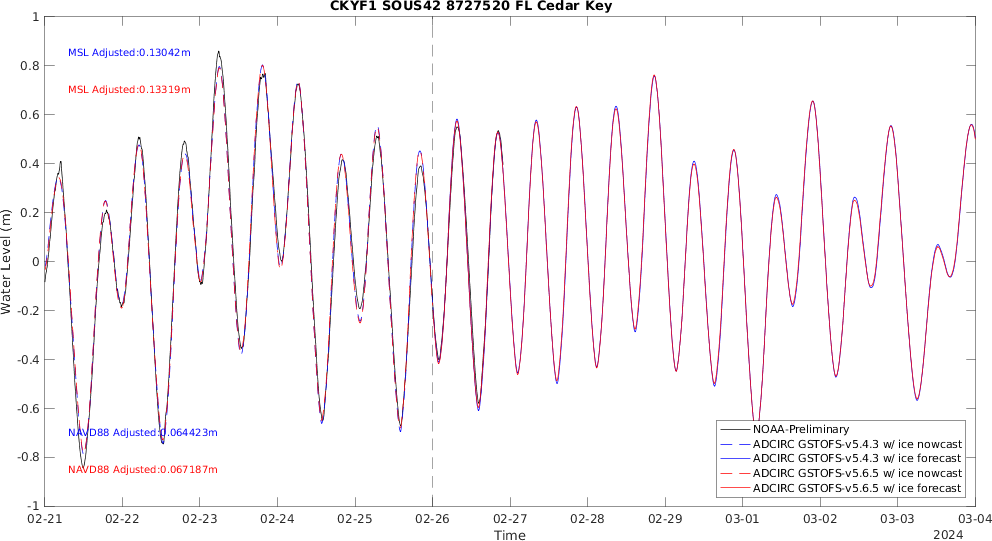 CKYF1 SOUS42 8727520 FL Cedar Key
1
0.8
0.6
0.4
0.2
0
-0.2
-0.4
-0.6
-0.8
-1
Water Level (m)
MSL Adjusted:0.13042m
MSL Adjusted:0.13319m
NAVD88 Adjusted:0.064423m
NAVD88 Adjusted:0.067187m
NOAA-Preliminary
ADCIRC GSTOFS-v5.4.3 w/ ice nowcast
ADCIRC GSTOFS-v5.4.3 w/ ice forecast
ADCIRC GSTOFS-v5.6.5 w/ ice nowcast
ADCIRC GSTOFS-v5.6.5 w/ ice forecast
02-21 02-22 02-23 02-24 02-25 02-26 02-27 02-28 02-29 03-01 03-02 03-03 03-04
Time
2024